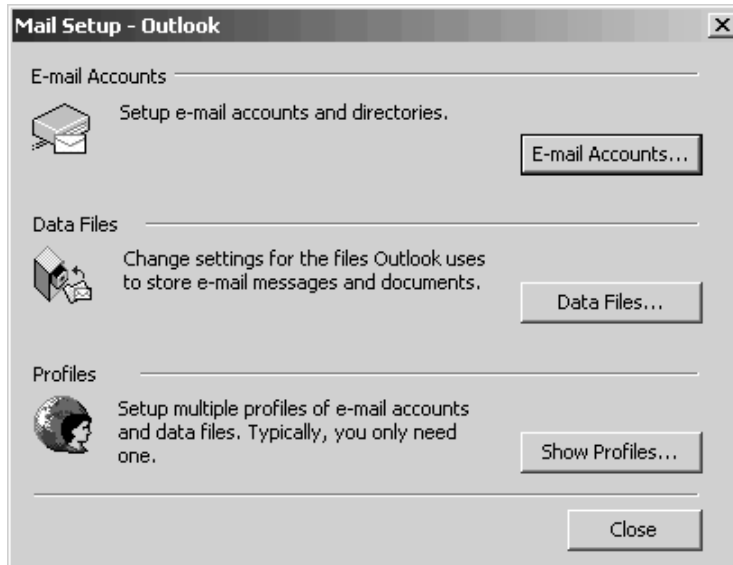 Mail Setup - Outlook
E-mail Accounts
Setup e-mail accounts and directories.
E-mail Accounts...
Data Files
Change settings for the files Outlook uses
to store e-mail messages and documents.
Data Files...
Profiles
Setup multiple profiles of e-mail accounts
and data files. Typically, you only need
one.
Show Profiles...
Close